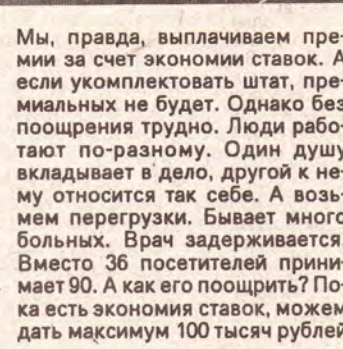 Мы, правда, выплачиваем пре-
мии за счет экономии ставок. А
если укомплектовать штат, пре-
миальных не будет. Однако без
поощрения трудно. Люди рабо-
тают по-разному. Один душу
вкладывает в дело, другой к не-
му относится так себе. А возь-
мем перегрузки. Бывает много
больных. Врач задерживается.
Вместо 36 посетителей прини-
мает 90. А как его поощрить? По-
ка есть экономия ставок, можем
дать максимум 100 тысяч рублей